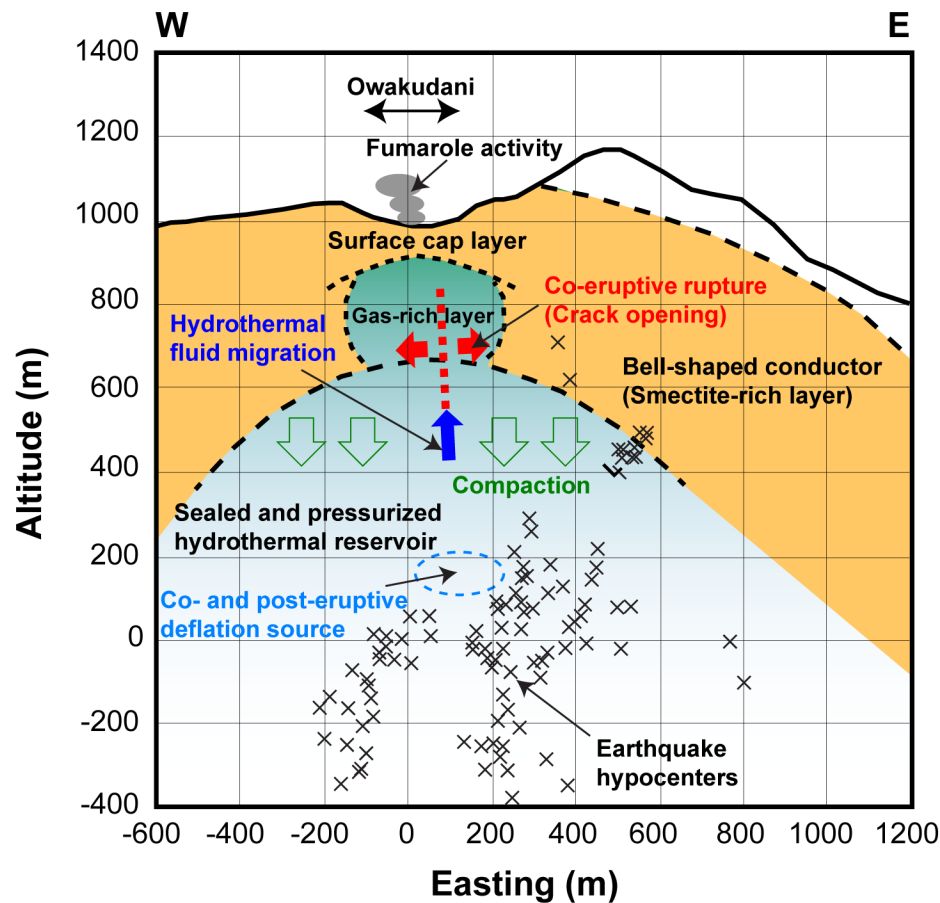 W
E
1400
1200
1000
800
600
400
200
0
-200
-400
Altitude (m)
Owakudani
Fumarole activity
Surface cap layer
Co-eruptive rupture
(Crack opening)
Gas-rich layer
Hydrothermal
fluid migration
Bell-shaped conductor
(Smectite-rich layer)
Compaction
Sealed and pressurized
hydrothermal reservoir
Co- and post-eruptive
deflation source
Earthquake
hypocenters
-600 -400 -200 0 200 400 600 800 1000 1200
Easting (m)